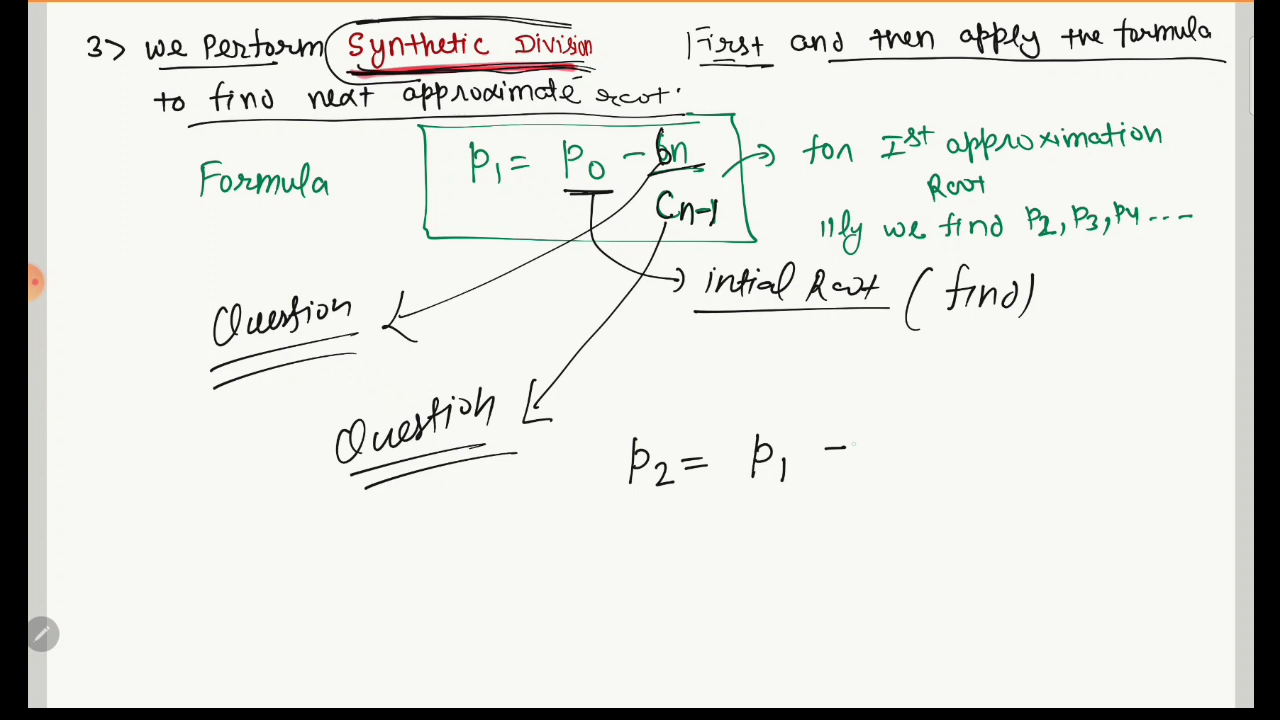 3> we perform Synthetic Division First and then apply the formula
to find next approximate root.
Formula p₁ = p₀ - bn / Cn-1 → for Ist approximation
Root
llly we find p₂, p₃, p₄ ...
Question intial Root (find)
Question
p₂ = p₁ -